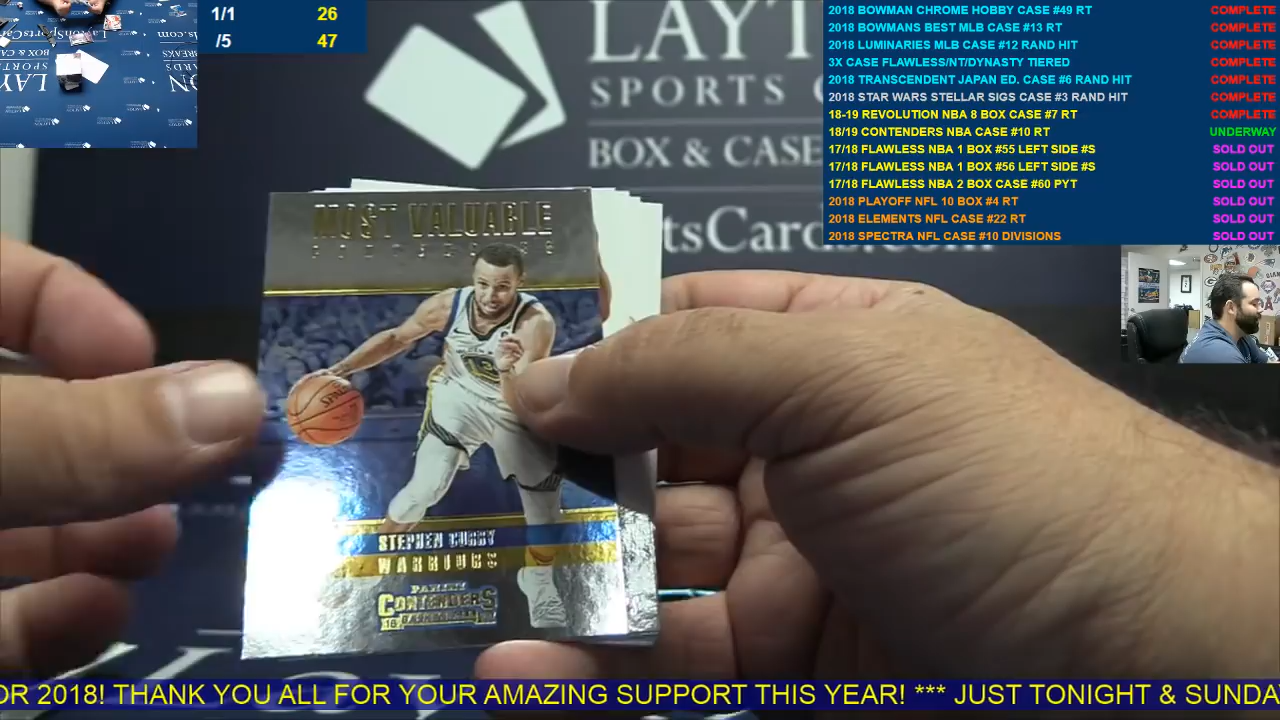 1/1 26
/5 47
2018 BOWMAN CHROME HOBBY CASE #49 RT COMPLETE
2018 BOWMANS BEST MLB CASE #13 RT COMPLETE
2018 LUMINARIES MLB CASE #12 RAND HIT COMPLETE
3X CASE FLAWLESS/NT/DYNASTY TIERED COMPLETE
2018 TRANSCENDENT JAPAN ED. CASE #6 RAND HIT COMPLETE
2018 STAR WARS STELLAR SIGS CASE #3 RAND HIT COMPLETE
18-19 REVOLUTION NBA 8 BOX CASE #7 RT COMPLETE
18/19 CONTENDERS NBA CASE #10 RT UNDERWAY
17/18 FLAWLESS NBA 1 BOX #55 LEFT SIDE #S SOLD OUT
17/18 FLAWLESS NBA 1 BOX #56 LEFT SIDE #S SOLD OUT
17/18 FLAWLESS NBA 2 BOX CASE #60 PYT SOLD OUT
2018 PLAYOFF NFL 10 BOX #4 RT SOLD OUT
2018 ELEMENTS NFL CASE #22 RT SOLD OUT
2018 SPECTRA NFL CASE #10 DIVISIONS SOLD OUT
LAYT
SPORTS C
BOX & CASE
tsCards.com
MOST VALUABLE
STEPHEN CURRY
WARRIORS
PANINI
CONTENDERS
OR 2018! THANK YOU ALL FOR YOUR AMAZING SUPPORT THIS YEAR! *** JUST TONIGHT & SUNDA